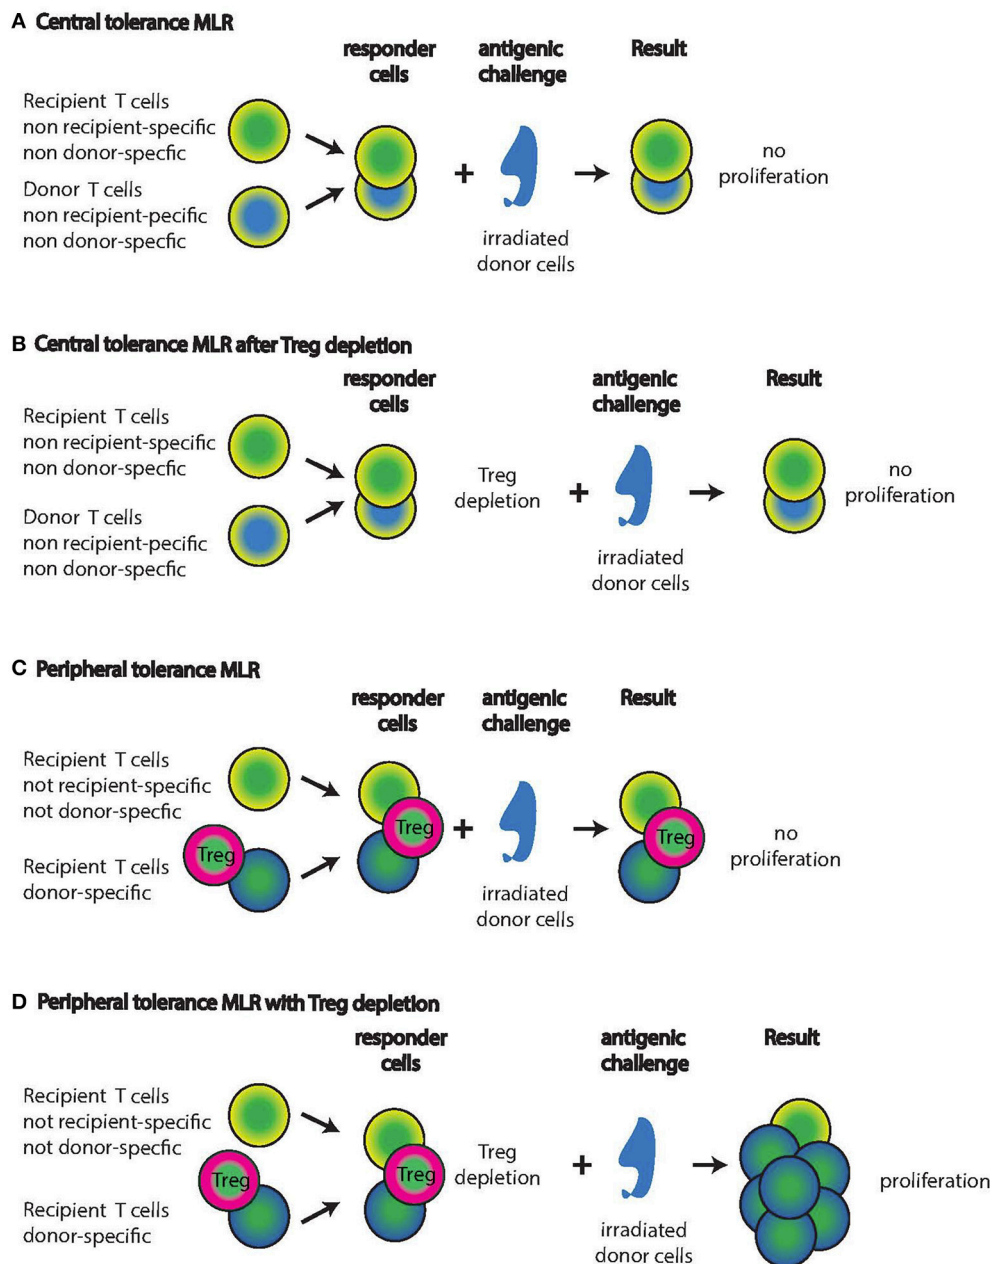 A Central tolerance MLR
responder
cells
antigenic
challenge
Result
Recipient T cells
non recipient-specific
non donor-specfic
Donor T cells
non recipient-pecific
non donor-specfic
+
irradiated
donor cells
no
proliferation
B Central tolerance MLR after Treg depletion
responder
cells
antigenic
challenge
Result
Recipient T cells
non recipient-specific
non donor-specfic
Donor T cells
non recipient-pecific
non donor-specfic
Treg
depletion
+
irradiated
donor cells
no
proliferation
C Peripheral tolerance MLR
responder
cells
antigenic
challenge
Result
Recipient T cells
not recipient-specific
not donor-specfic
Treg
Recipient T cells
donor-specific
Treg
+
irradiated
donor cells
Treg
no
proliferation
D Peripheral tolerance MLR with Treg depletion
responder
cells
antigenic
challenge
Result
Recipient T cells
not recipient-specific
not donor-specfic
Treg
Recipient T cells
donor-specific
Treg
Treg
depletion
+
irradiated
donor cells
proliferation